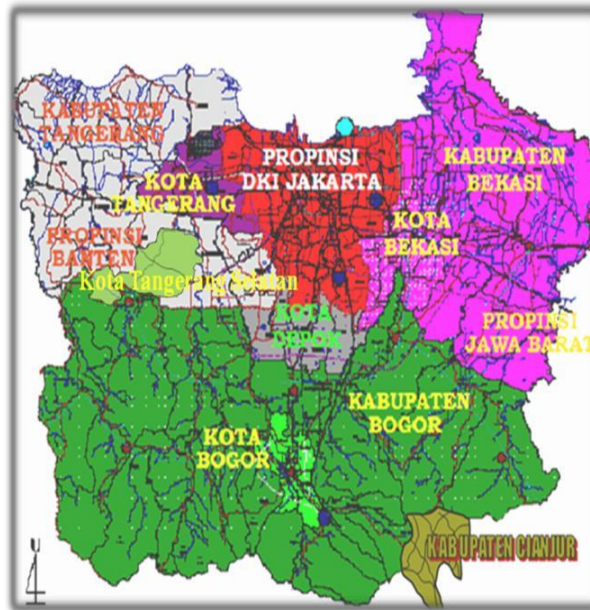 KABUPATEN
TANGERANG
PROPINSI
DKI JAKARTA
KABUPATEN
BEKASI
KOTA
TANGERANG
KOTA
BEKASI
PROPINSI
BANTEN
Kota Tangerang Selatan
KOTA
DEPOK
PROPINSI
JAWA BARAT
KABUPATEN
BOGOR
KOTA
BOGOR
KABUPATEN CIANJUR
U